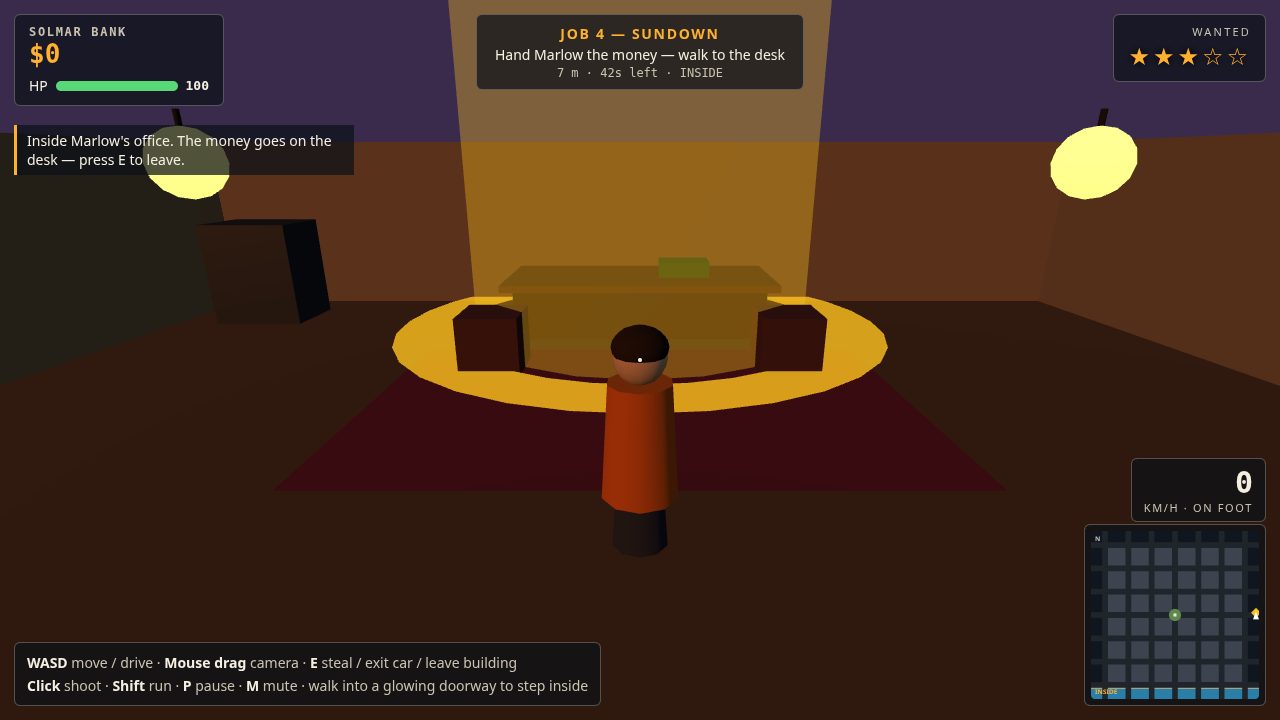 SOLMAR BANK
$0
HP 100
JOB 4 — SUNDOWN
Hand Marlow the money — walk to the desk
7 m · 42s left · INSIDE
WANTED
★★★☆☆
Inside Marlow's office. The money goes on the
desk — press E to leave.
0
KM/H · ON FOOT
N
INSIDE
WASD move / drive · Mouse drag camera · E steal / exit car / leave building
Click shoot · Shift run · P pause · M mute · walk into a glowing doorway to step inside